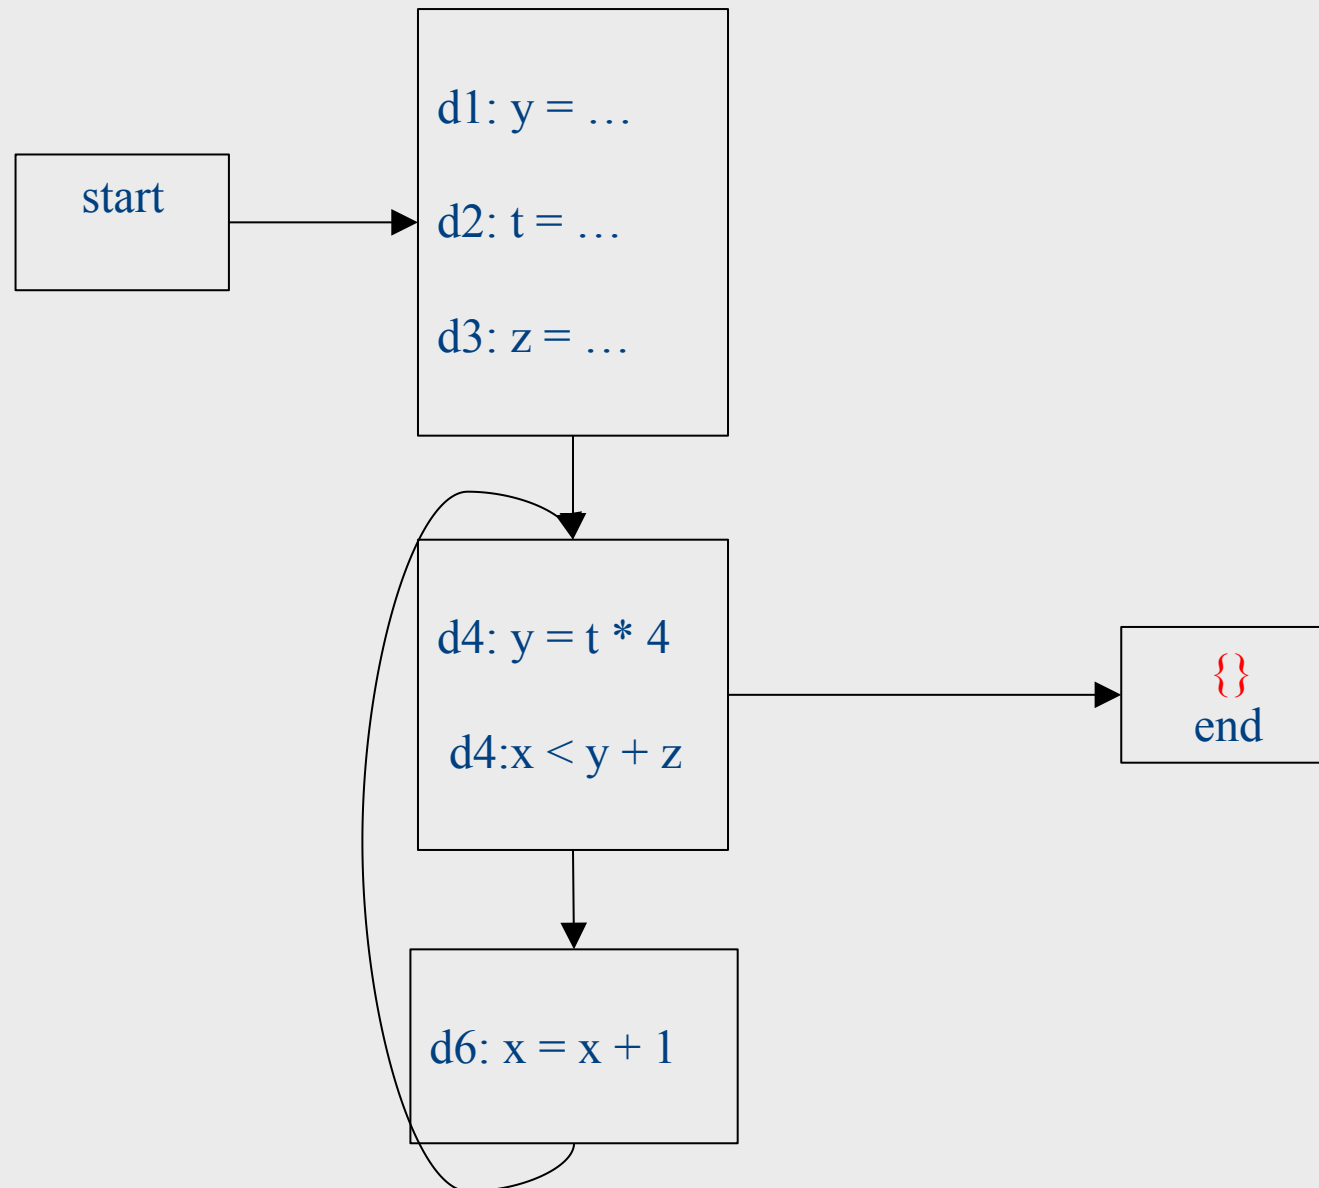 start
d1: y = …
d2: t = …
d3: z = …
d4: y = t * 4
d4:x < y + z
{}
end
d6: x = x + 1